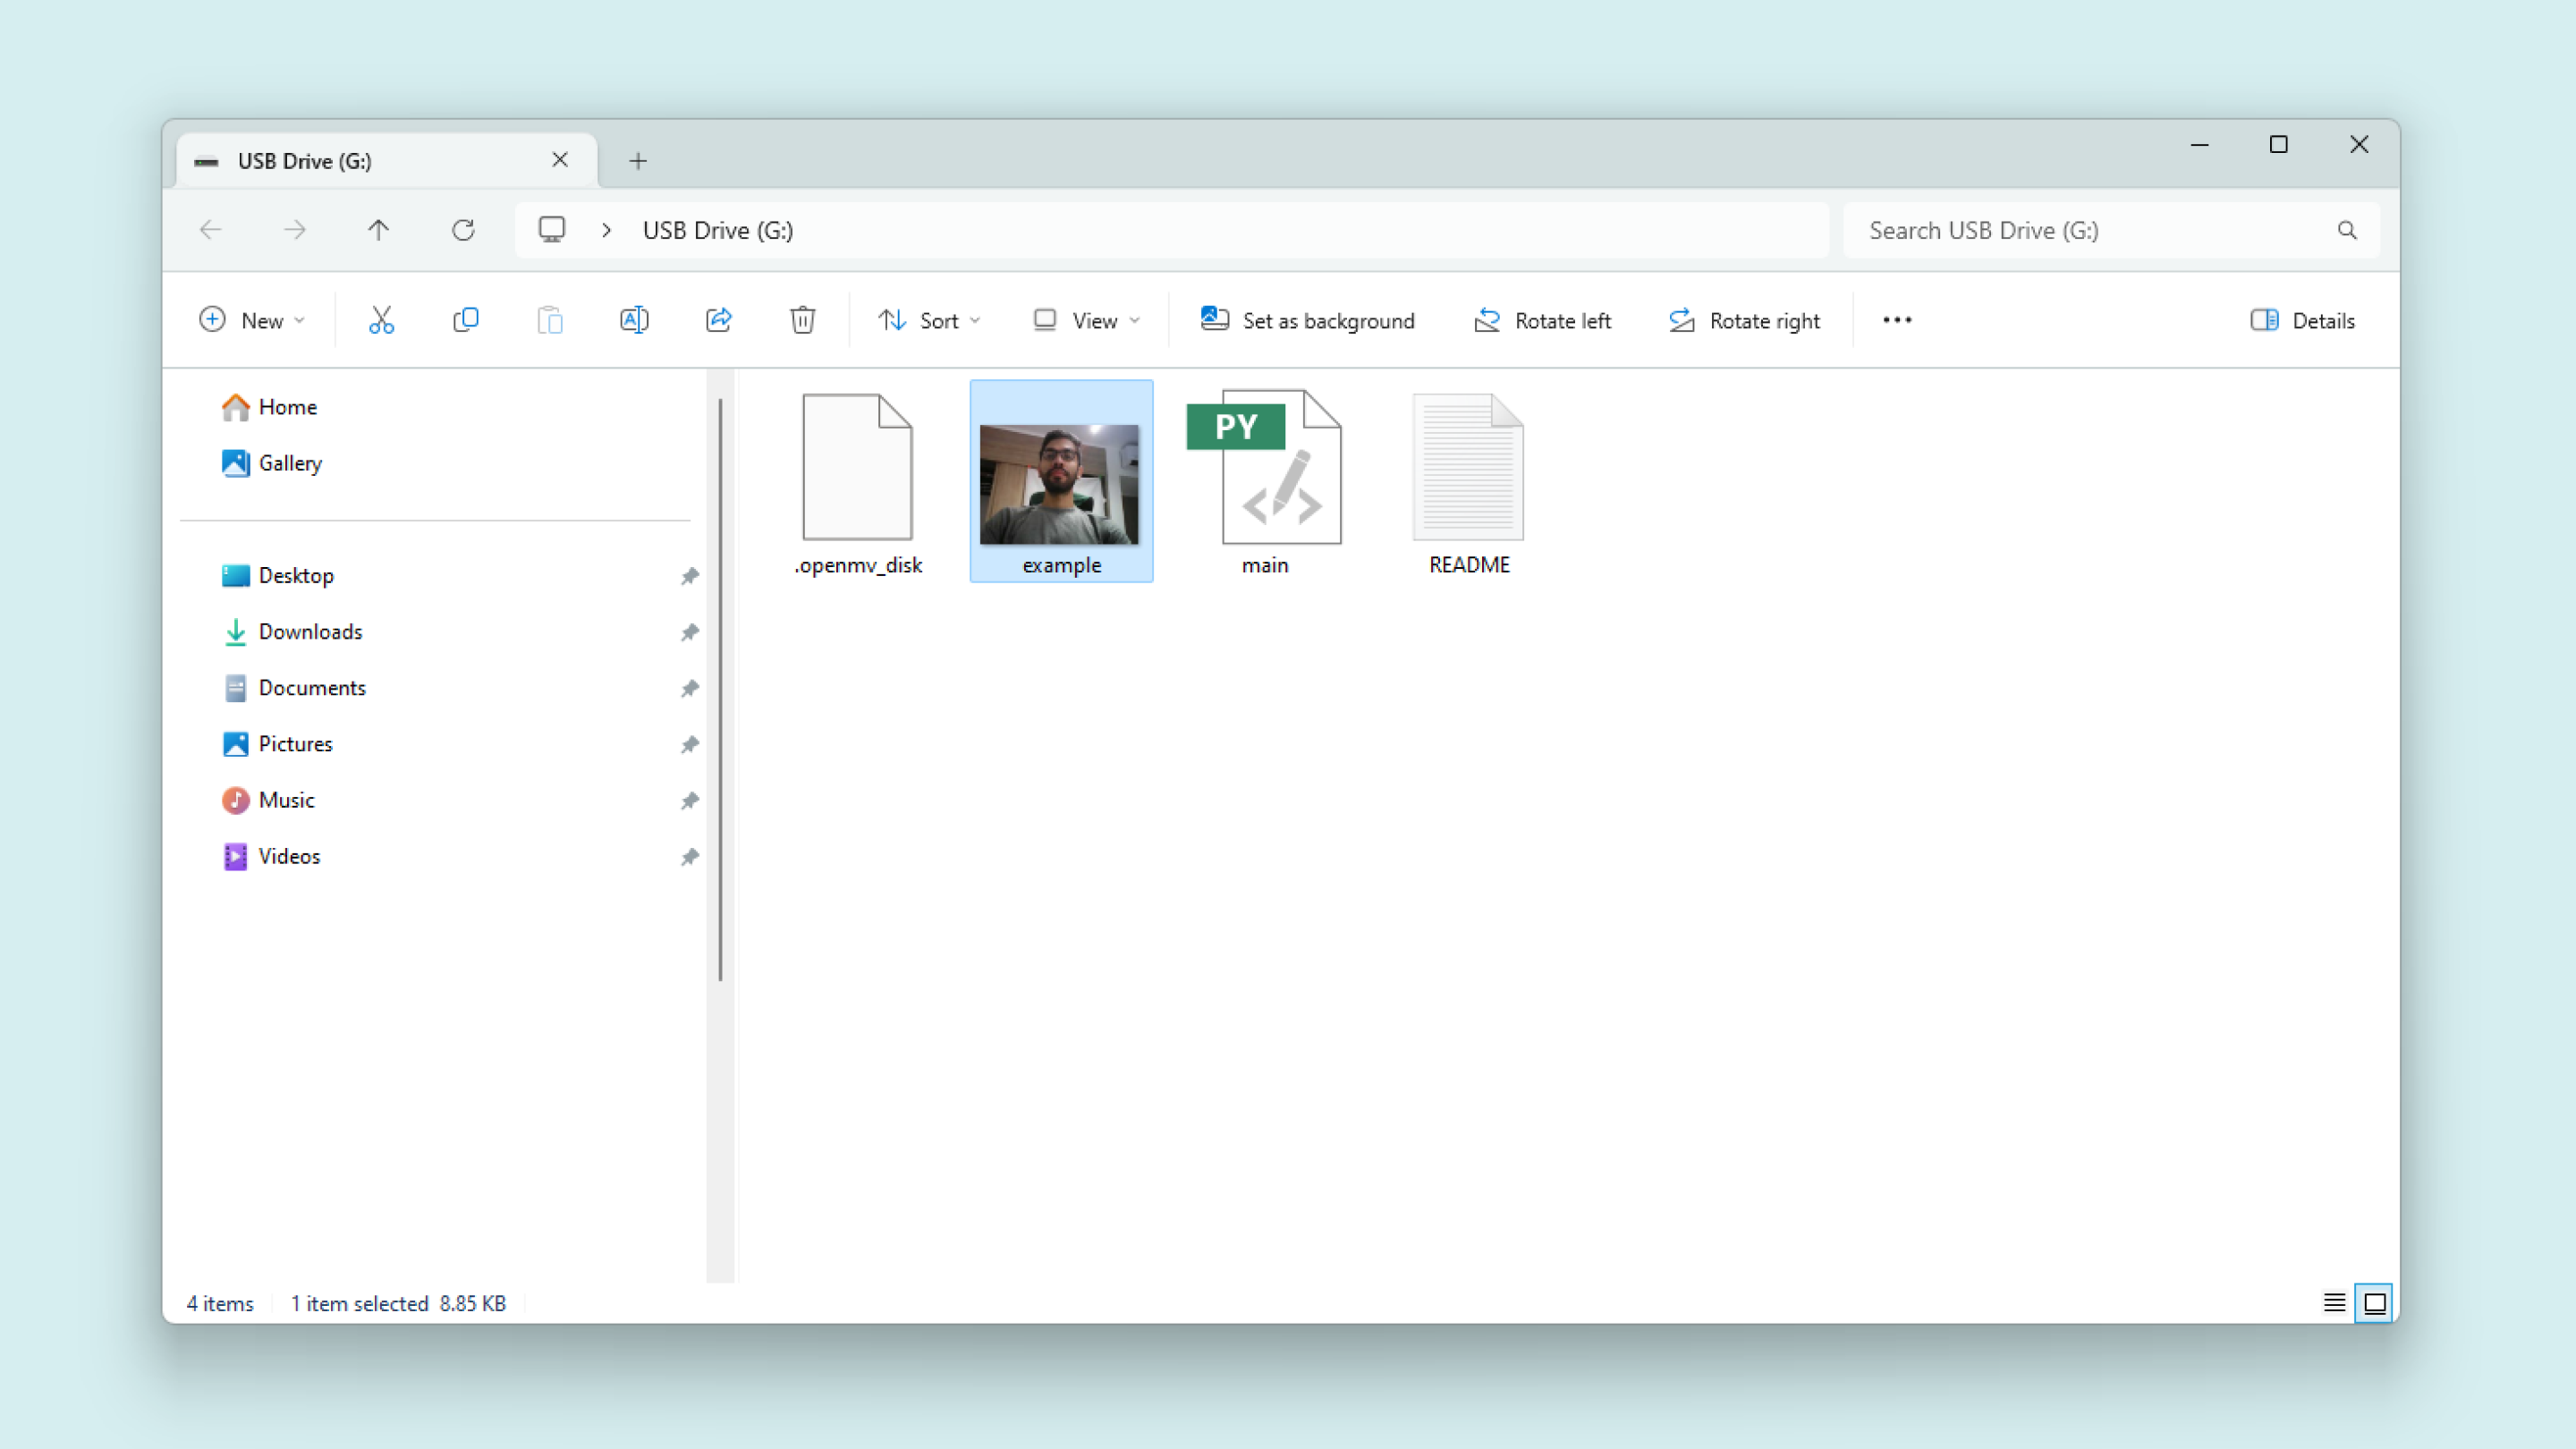 USB Drive (G:)
USB Drive (G:)
Search USB Drive (G:)
New
Sort
View
Set as background
Rotate left
Rotate right
Details
Home
Gallery
Desktop
Downloads
Documents
Pictures
Music
Videos
PY
.openmv_disk
example
main
README
4 items
1 item selected 8.85 KB